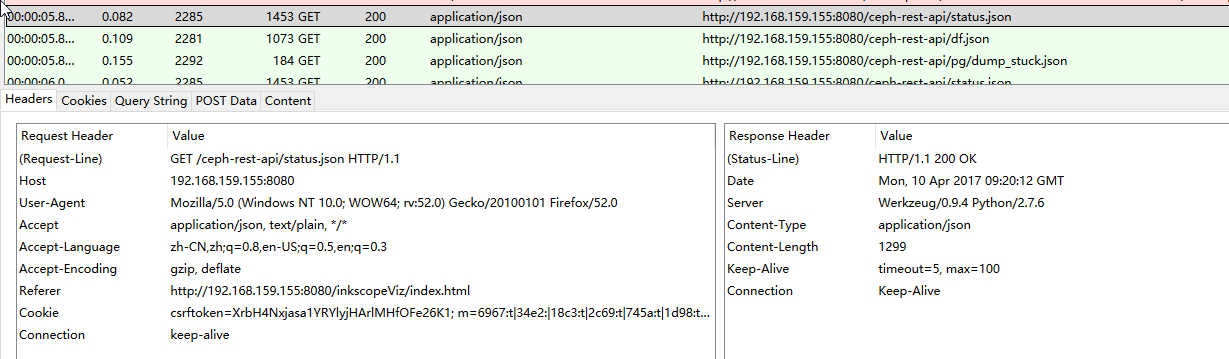 00:00:05.8... 0.082 2285 1453 GET 200 application/json http://192.168.159.155:8080/ceph-rest-api/status.json
00:00:05.8... 0.109 2281 1073 GET 200 application/json http://192.168.159.155:8080/ceph-rest-api/df.json
00:00:05.8... 0.155 2292 184 GET 200 application/json http://192.168.159.155:8080/ceph-rest-api/pg/dump_stuck.json
00:00:06.0 0.052 2285 1453 GET 200 application/json http://192.168.159.155:8080/ceph-rest-api/status.json
Headers Cookies Query String POST Data Content
Request Header Value Response Header Value
(Request-Line) GET /ceph-rest-api/status.json HTTP/1.1 (Status-Line) HTTP/1.1 200 OK
Host 192.168.159.155:8080 Date Mon, 10 Apr 2017 09:20:12 GMT
User-Agent Mozilla/5.0 (Windows NT 10.0; WOW64; rv:52.0) Gecko/20100101 Firefox/52.0 Server Werkzeug/0.9.4 Python/2.7.6
Accept application/json, text/plain, */* Content-Type application/json
Accept-Language zh-CN,zh;q=0.8,en-US;q=0.5,en;q=0.3 Content-Length 1299
Accept-Encoding gzip, deflate Keep-Alive timeout=5, max=100
Referer http://192.168.159.155:8080/inkscopeViz/index.html Connection Keep-Alive
Cookie csrftoken=XrbH4Nxjasa1YRYlyjHArlMHfOFe26K1; m=6967:t|34e2:|18c3:t|2c69:t|745a:t|1d98:t...
Connection keep-alive